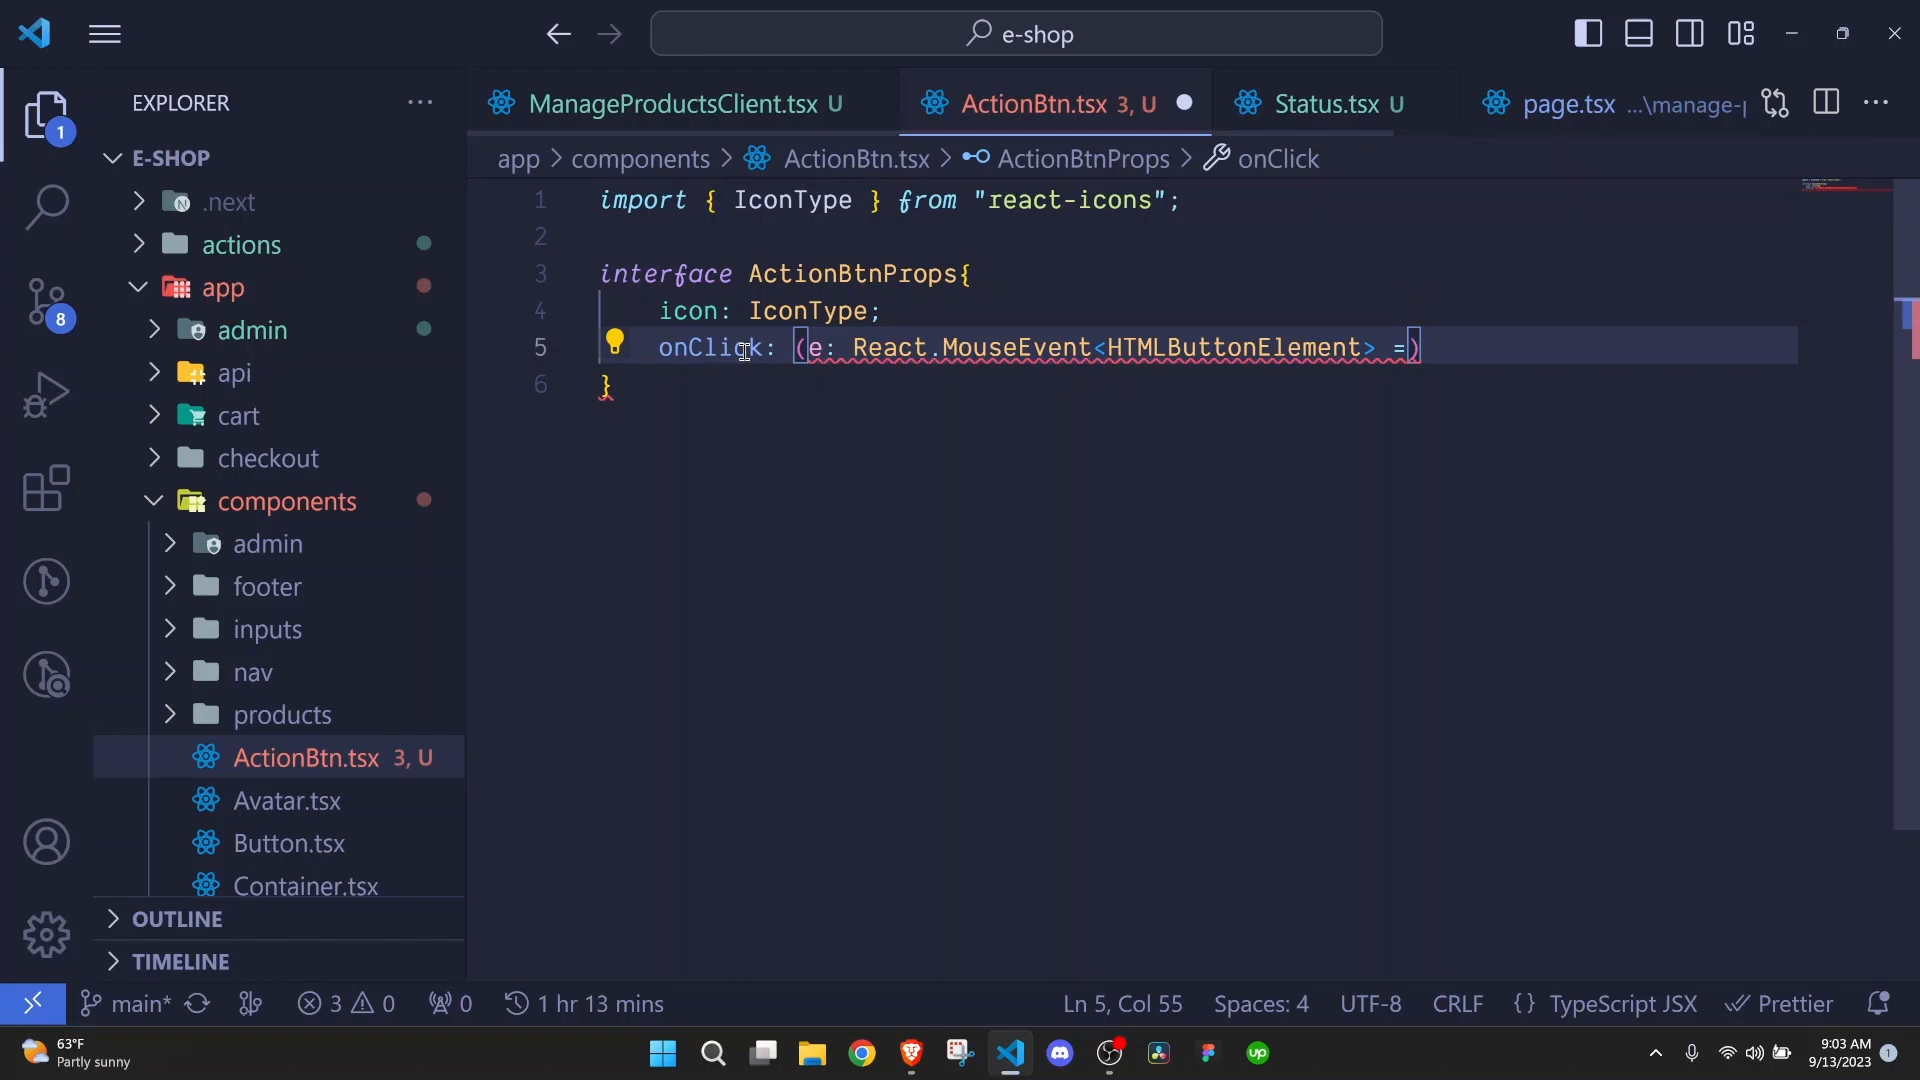 e-shop
EXPLORER
ManageProductsClient.tsx U
ActionBtn.tsx 3, U
Status.tsx U
page.tsx ...\manage-p
1
E-SHOP
app > components > ActionBtn.tsx > ActionBtnProps > onClick
.next
actions
app
admin
api
cart
checkout
components
admin
footer
inputs
nav
products
ActionBtn.tsx 3, U
Avatar.tsx
Button.tsx
Container.tsx
OUTLINE
TIMELINE
8
1 import { IconType } from "react-icons";
2
3 interface ActionBtnProps{
4 icon: IconType;
5 onClick: (e: React.MouseEvent<HTMLButtonElement> =)
6 }
main* 3 0 0 1 hr 13 mins
Ln 5, Col 55 Spaces: 4 UTF-8 CRLF {} TypeScript JSX Prettier
63°F
Partly sunny
up
9:03 AM
9/13/2023
1